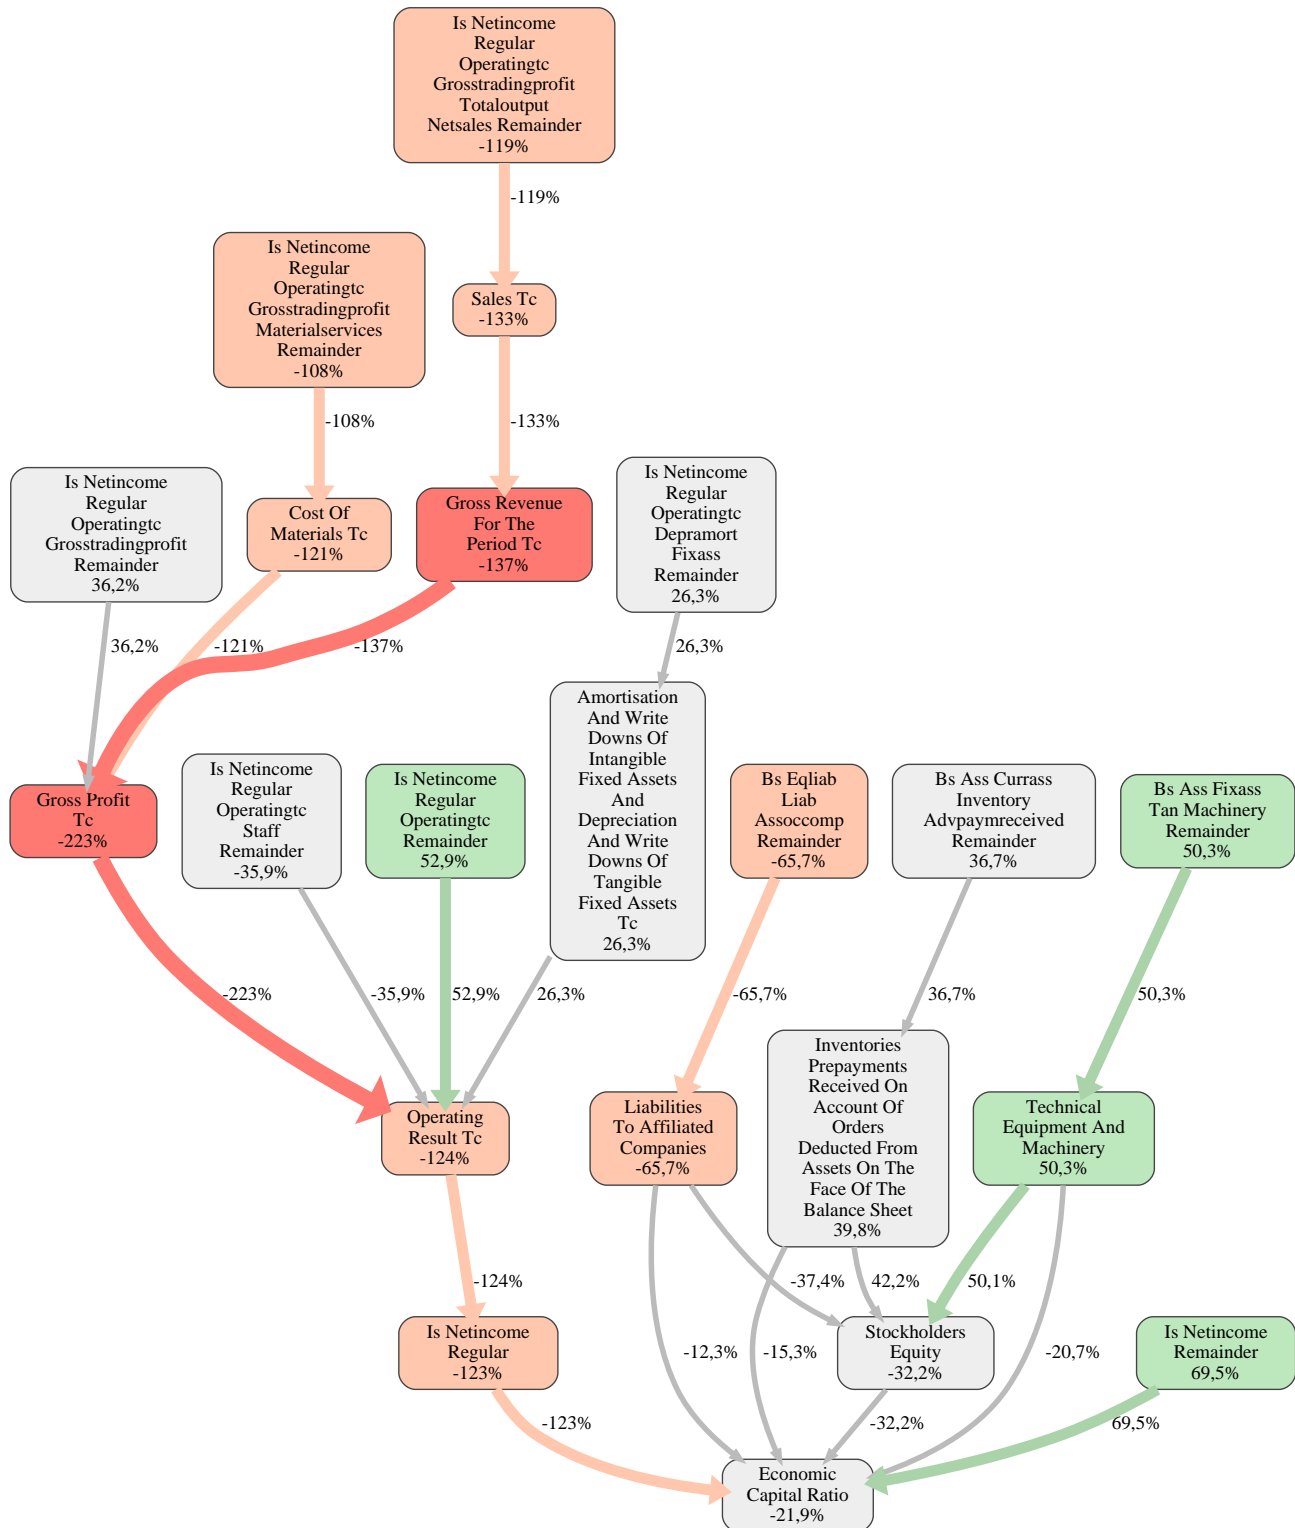 Is Netincome
Regular
Operatingtc
Grosstradingprofit
Totaloutput
Netsales Remainder
-119%
-119%
Is Netincome
Regular
Operatingtc
Grosstradingprofit
Materialservices
Remainder
-108%
Sales Tc
-133%
-108%
-133%
Is Netincome
Regular
Operatingtc
Grosstradingprofit
Remainder
36,2%
Cost Of
Materials Tc
-121%
Gross Revenue
For The
Period Tc
-137%
Is Netincome
Regular
Operatingtc
Depramort
Fixass
Remainder
26,3%
36,2%
-121%
-137%
26,3%
Gross Profit
Tc
-223%
Is Netincome
Regular
Operatingtc
Staff
Remainder
-35,9%
Is Netincome
Regular
Operatingtc
Remainder
52,9%
Amortisation
And Write
Downs Of
Intangible
Fixed Assets
And
Depreciation
And Write
Downs Of
Tangible
Fixed Assets
Tc
26,3%
Bs Eqliab
Liab
Assoccomp
Remainder
-65,7%
Bs Ass Currass
Inventory
Advpaymreceived
Remainder
36,7%
Bs Ass Fixass
Tan Machinery
Remainder
50,3%
-223%
-35,9%
52,9%
26,3%
-65,7%
36,7%
50,3%
Operating
Result Tc
-124%
Liabilities
To Affiliated
Companies
-65,7%
Inventories
Prepayments
Received On
Account Of
Orders
Deducted From
Assets On The
Face Of The
Balance Sheet
39,8%
Technical
Equipment And
Machinery
50,3%
-124%
-37,4%
42,2%
50,1%
Is Netincome
Regular
-123%
-12,3%
-15,3%
Stockholders
Equity
-32,2%
-20,7%
Is Netincome
Remainder
69,5%
-123%
-32,2%
69,5%
Economic
Capital Ratio
-21,9%